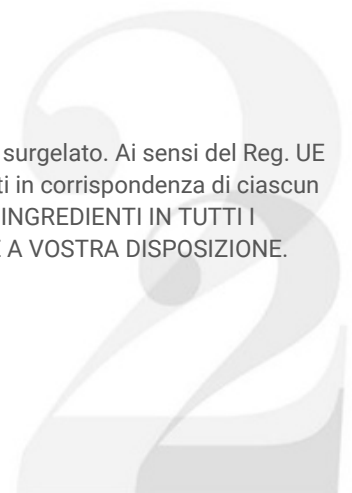 surgelato. Ai sensi del Reg. UE
ti in corrispondenza di ciascun
INGREDIENTI IN TUTTI I
E A VOSTRA DISPOSIZIONE.